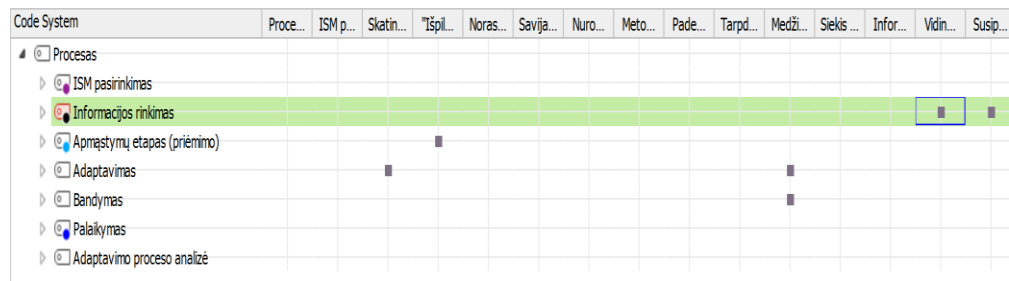 Code System Proce... ISM p... Skatin... "Išpil... Noras... Savija... Nuro... Meto... Pade... Tarpd... Medži... Siekis ... Infor... Vidin... Susip...
Procesas
ISM pasirinkimas
Informacijos rinkimas
Apmąstymų etapas (priėmimo)
Adaptavimas
Bandymas
Palaikymas
Adaptavimo proceso analizė